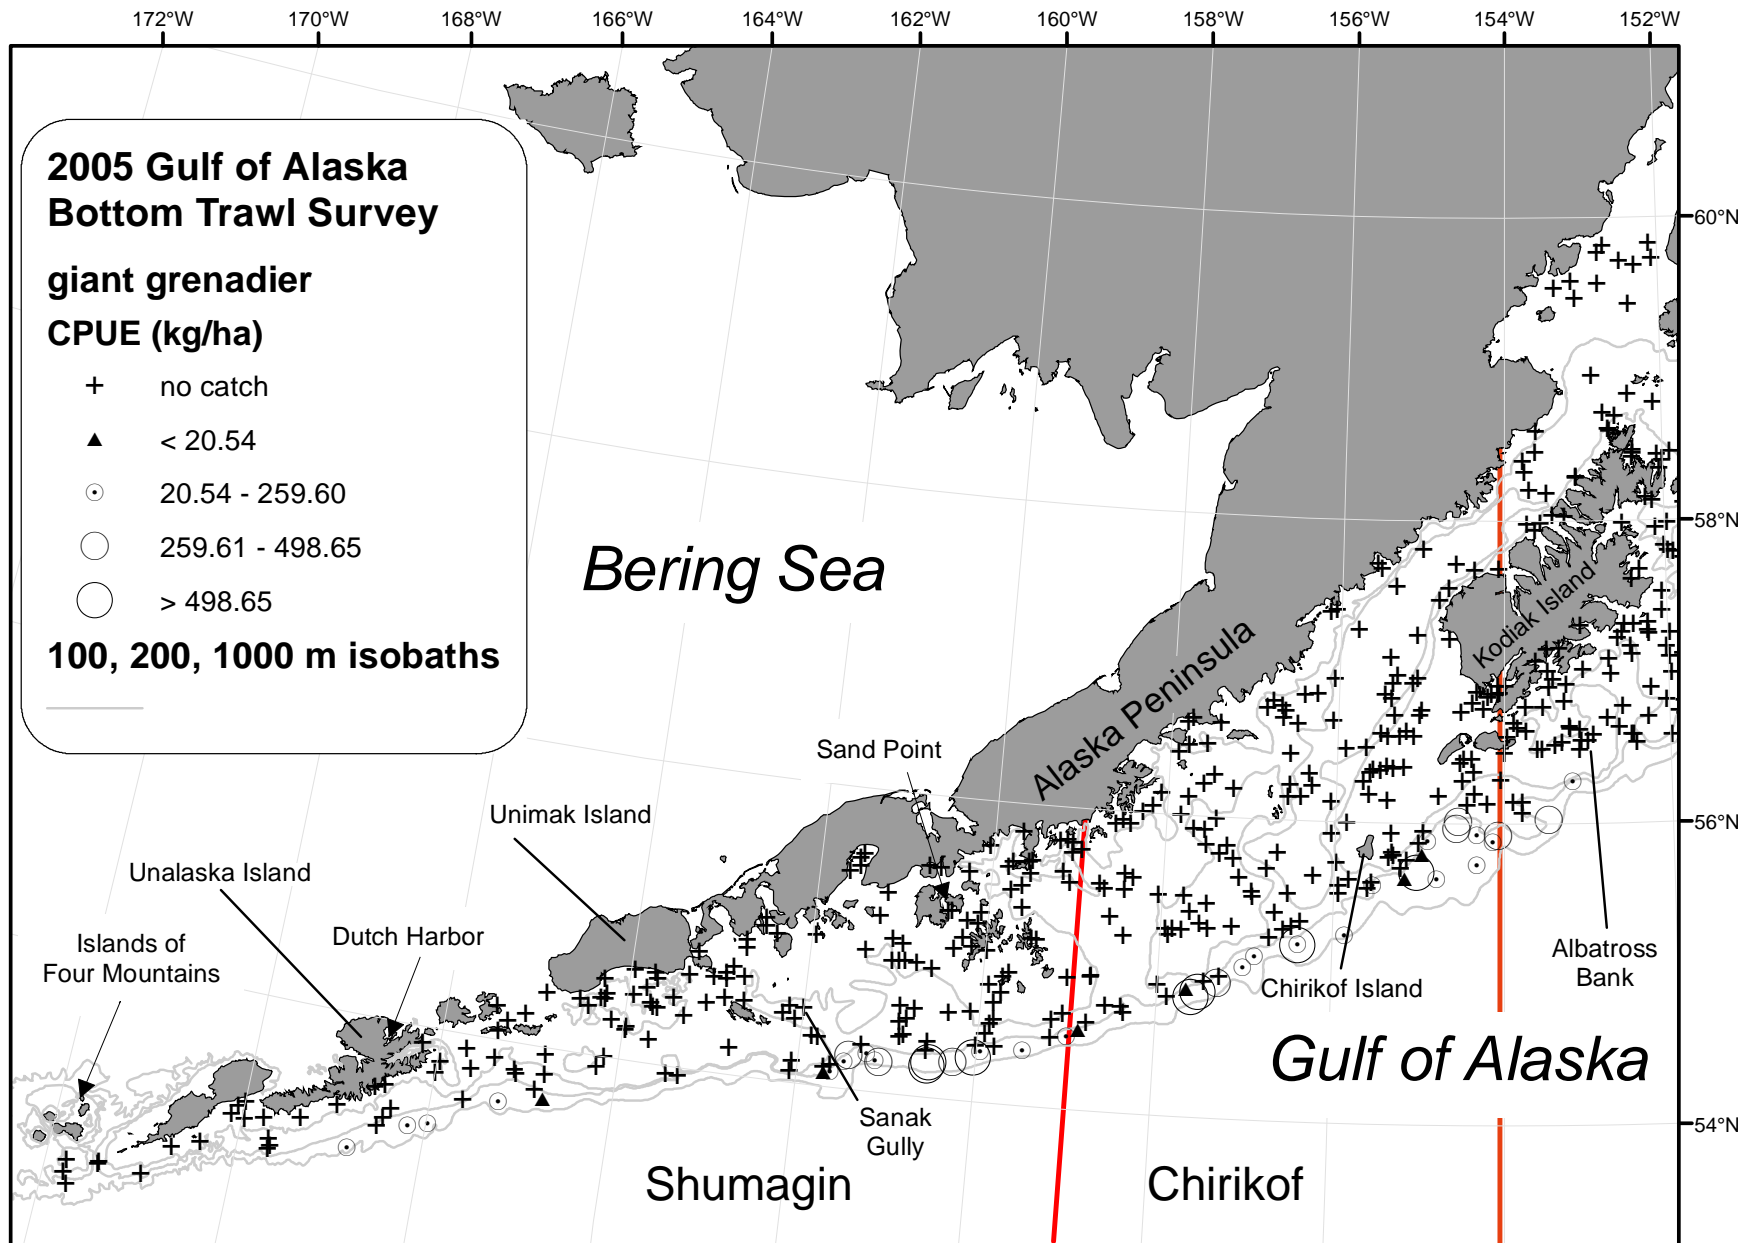 172°W 170°W 168°W 166°W 164°W 162°W 160°W 158°W 156°W 154°W 152°W
2005 Gulf of Alaska
Bottom Trawl Survey
giant grenadier
CPUE (kg/ha)
no catch
< 20.54
20.54 - 259.60
259.61 - 498.65
> 498.65
100, 200, 1000 m isobaths
60°N
58°N
56°N
54°N
Bering Sea
Kodiak Island
Alaska Peninsula
Sand Point
Unimak Island
Unalaska Island
Dutch Harbor
Islands of
Four Mountains
Albatross
Bank
Chirikof Island
Gulf of Alaska
Sanak
Gully
Shumagin
Chirikof